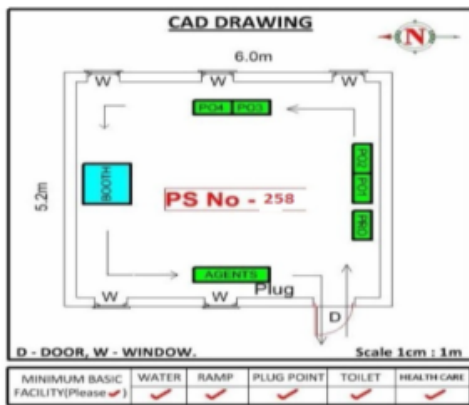 CAD DRAWING
N
6.0m
W W W
PO4 PO3
5.2m
BOOTH
PO2
PO1
PRO
PS No - 258
AGENTS
Plug
W W
D
D - DOOR, W - WINDOW. Scale 1cm : 1m
MINIMUM BASIC FACILITY(Please ✓) WATER RAMP PLUG POINT TOILET HEALTH CARE
✓ ✓ ✓ ✓ ✓